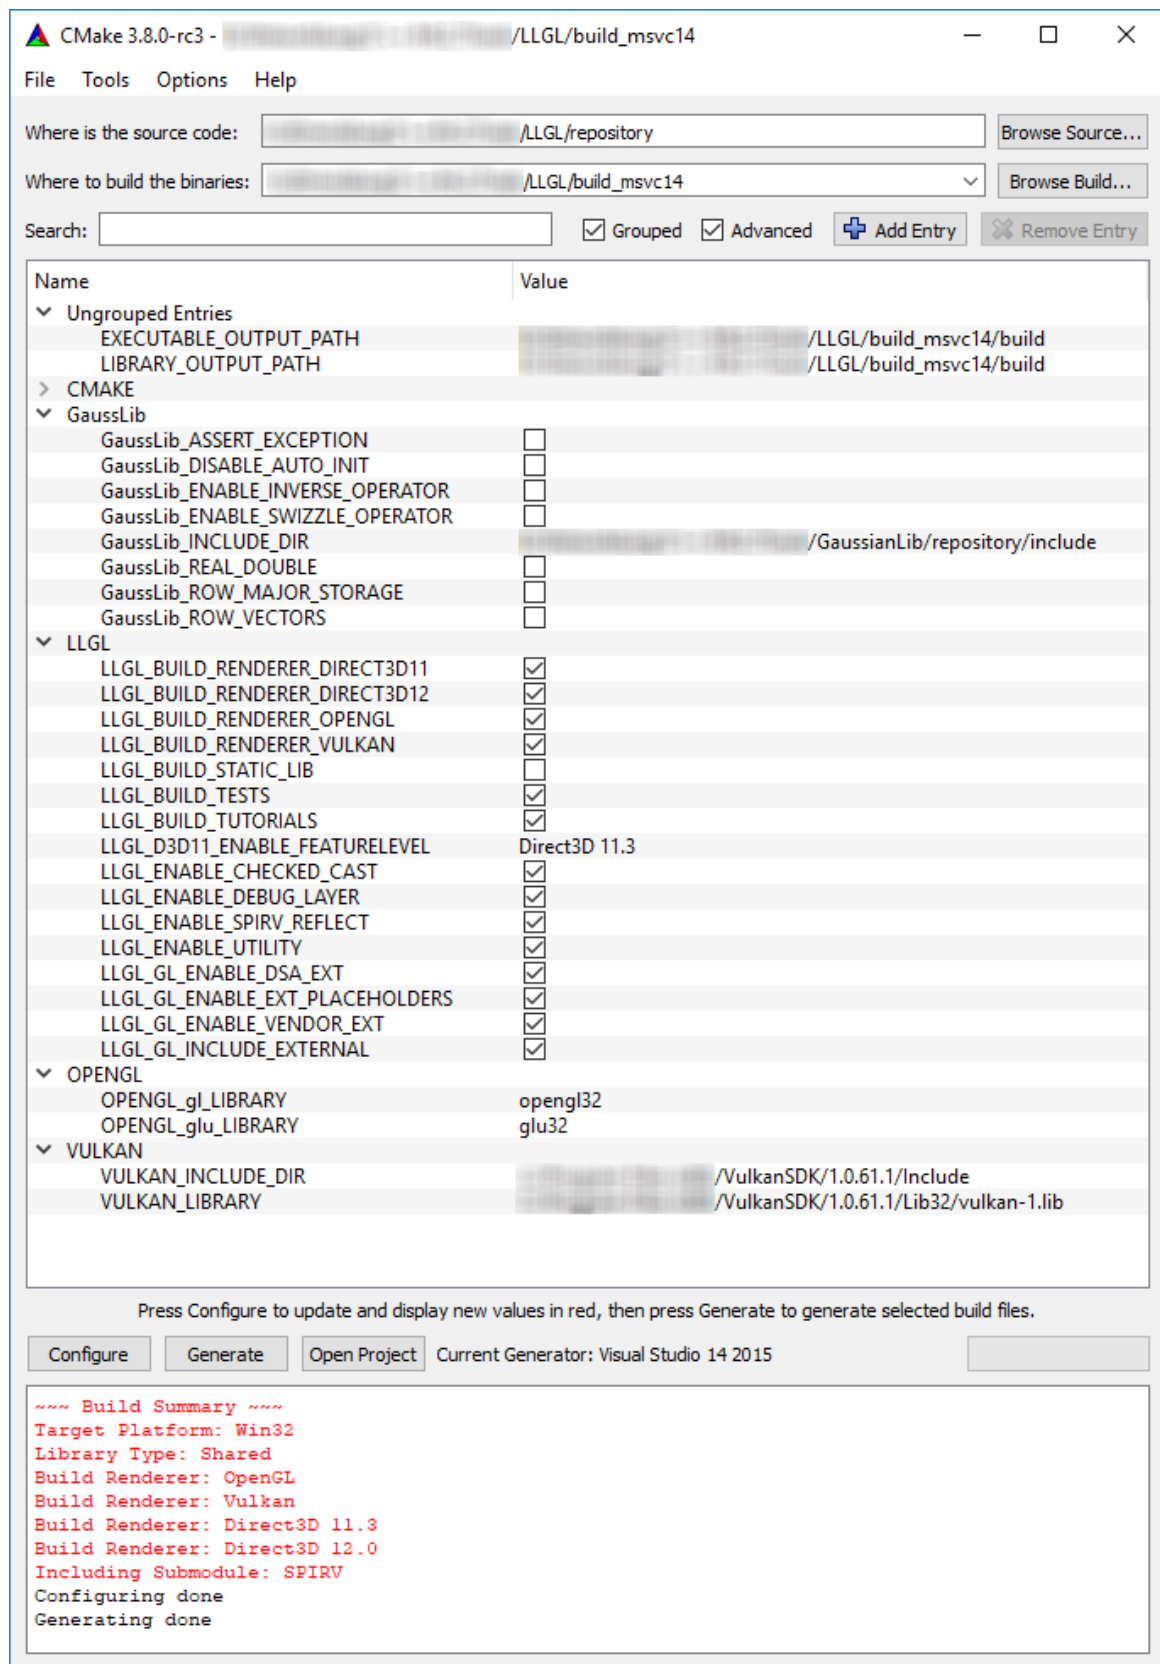 CMake 3.8.0-rc3 - /LLGL/build_msvc14
File Tools Options Help
Where is the source code: /LLGL/repository Browse Source...
Where to build the binaries: /LLGL/build_msvc14 Browse Build...
Search: Grouped Advanced Add Entry Remove Entry
Name Value
Ungrouped Entries
EXECUTABLE_OUTPUT_PATH /LLGL/build_msvc14/build
LIBRARY_OUTPUT_PATH /LLGL/build_msvc14/build
CMAKE
GaussLib
GaussLib_ASSERT_EXCEPTION
GaussLib_DISABLE_AUTO_INIT
GaussLib_ENABLE_INVERSE_OPERATOR
GaussLib_ENABLE_SWIZZLE_OPERATOR
GaussLib_INCLUDE_DIR /GaussianLib/repository/include
GaussLib_REAL_DOUBLE
GaussLib_ROW_MAJOR_STORAGE
GaussLib_ROW_VECTORS
LLGL
LLGL_BUILD_RENDERER_DIRECT3D11
LLGL_BUILD_RENDERER_DIRECT3D12
LLGL_BUILD_RENDERER_OPENGL
LLGL_BUILD_RENDERER_VULKAN
LLGL_BUILD_STATIC_LIB
LLGL_BUILD_TESTS
LLGL_BUILD_TUTORIALS
LLGL_D3D11_ENABLE_FEATURELEVEL Direct3D 11.3
LLGL_ENABLE_CHECKED_CAST
LLGL_ENABLE_DEBUG_LAYER
LLGL_ENABLE_SPIRV_REFLECT
LLGL_ENABLE_UTILITY
LLGL_GL_ENABLE_DSA_EXT
LLGL_GL_ENABLE_EXT_PLACEHOLDERS
LLGL_GL_ENABLE_VENDOR_EXT
LLGL_GL_INCLUDE_EXTERNAL
OPENGL
OPENGL_gl_LIBRARY opengl32
OPENGL_glu_LIBRARY glu32
VULKAN
VULKAN_INCLUDE_DIR /VulkanSDK/1.0.61.1/Include
VULKAN_LIBRARY /VulkanSDK/1.0.61.1/Lib32/vulkan-1.lib
Press Configure to update and display new values in red, then press Generate to generate selected build files.
Configure Generate Open Project Current Generator: Visual Studio 14 2015
~~~ Build Summary ~~~
Target Platform: Win32
Library Type: Shared
Build Renderer: OpenGL
Build Renderer: Vulkan
Build Renderer: Direct3D 11.3
Build Renderer: Direct3D 12.0
Including Submodule: SPIRV
Configuring done
Generating done